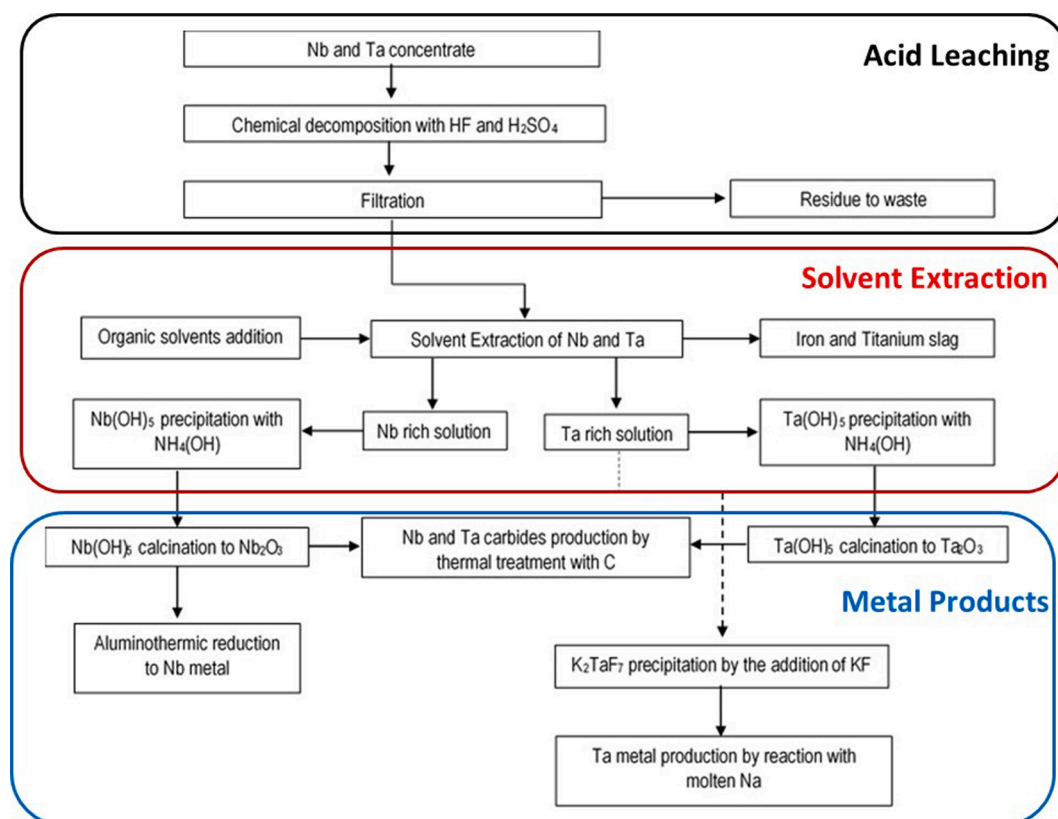 Acid Leaching
Nb and Ta concentrate
Chemical decomposition with HF and H₂SO₄
Filtration
Residue to waste
Solvent Extraction
Organic solvents addition
Solvent Extraction of Nb and Ta
Iron and Titanium slag
Nb(OH)₅ precipitation with
NH₄(OH)
Nb rich solution
Ta rich solution
Ta(OH)₅ precipitation with
NH₄(OH)
Nb(OH)₅ calcination to Nb₂O₃
Nb and Ta carbides production by
thermal treatment with C
Ta(OH)₅ calcination to Ta₂O₃
Metal Products
Aluminothermic reduction
to Nb metal
K₂TaF₇ precipitation by the addition of KF
Ta metal production by reaction with
molten Na